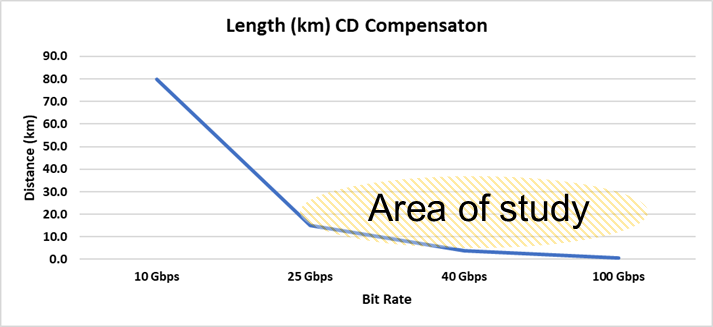 Length (km) CD Compensaton
90.0
80.0
70.0
60.0
50.0
40.0
30.0
20.0
10.0
0.0
Distance (km)
Area of study
10 Gbps 25 Gbps 40 Gbps 100 Gbps
Bit Rate